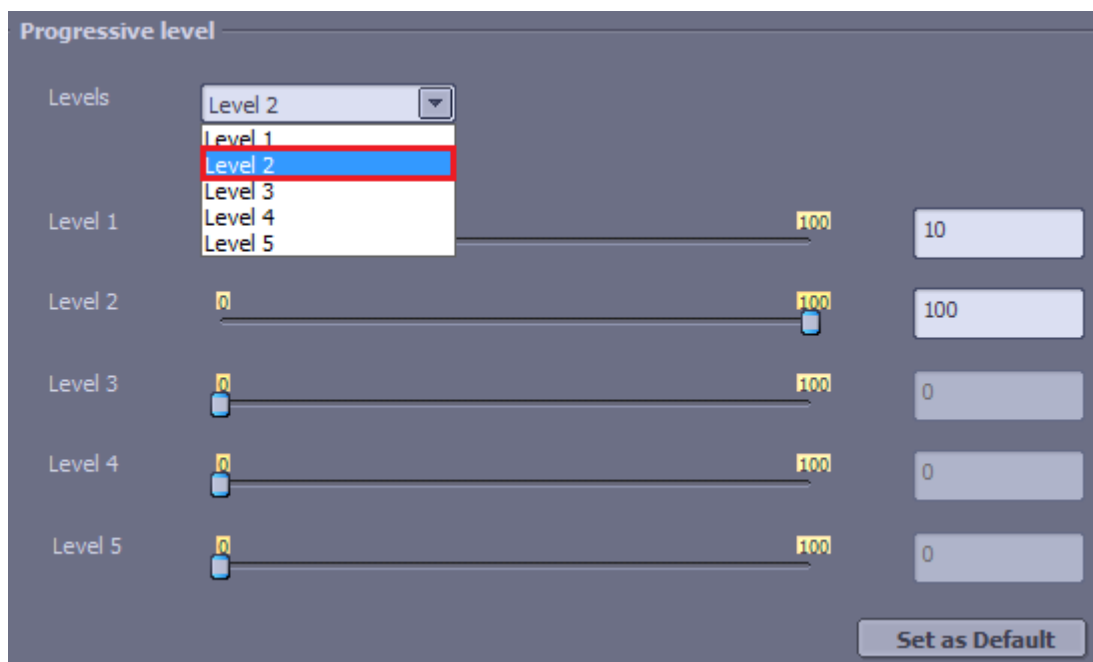 Progressive level
Levels
Level 2
Level 1
Level 2
Level 3
Level 4
Level 5
Level 1 100 10
Level 2 0 100 100
Level 3 0 100 0
Level 4 0 100 0
Level 5 0 100 0
Set as Default